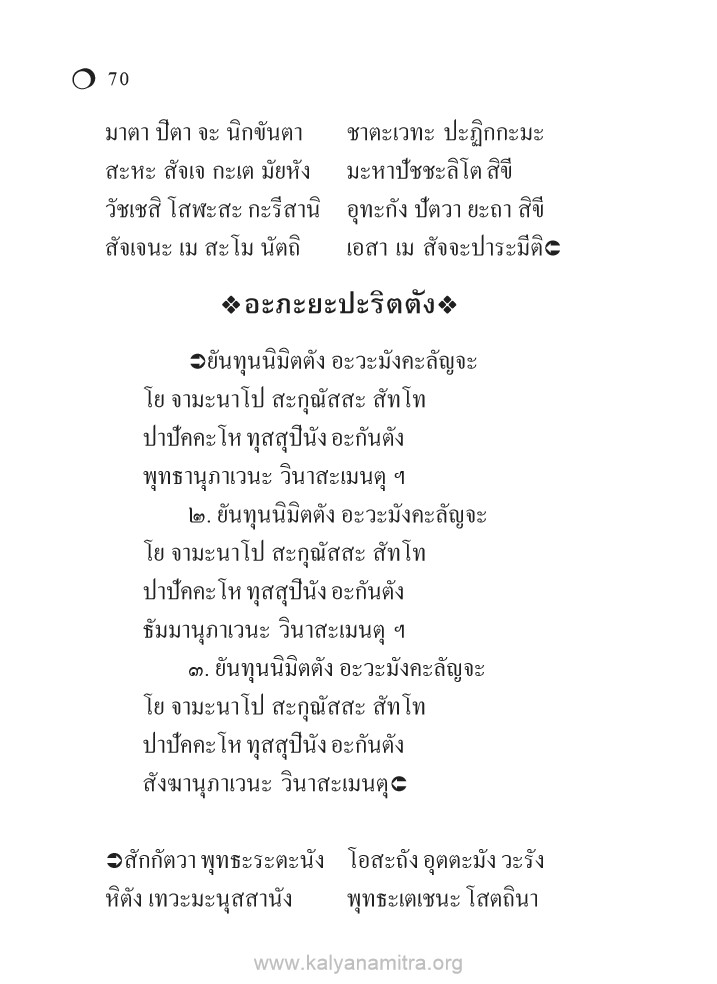 70
มาตา ปิตา จะ นิกขันตา ชาตะเวทะ ปะฏิกกะมะ
สะหะ สัจเจ กะเต มัยหัง มะหาปัชชะลิโต สิขี
วัชเชสิ โสฬะสะ กะรีสานิ อุทะกัง ปัตวา ยะถา สิขี
สัจเจนะ เม สะโม นัตถิ เอสา เม สัจจะปาระมีติ
❖อะภะยะปะริตตัง❖
ยันทุนนิมิตตัง อะวะมังคะลัญจะ
โย จามะนาโป สะกุณัสสะ สัทโท
ปาปัคคะโห ทุสสุปินัง อะกันตัง
พุทธานุภาเวนะ วินาสะเมนตุ ฯ
๒. ยันทุนนิมิตตัง อะวะมังคะลัญจะ
โย จามะนาโป สะกุณัสสะ สัทโท
ปาปัคคะโห ทุสสุปินัง อะกันตัง
ธัมมานุภาเวนะ วินาสะเมนตุ ฯ
๓. ยันทุนนิมิตตัง อะวะมังคะลัญจะ
โย จามะนาโป สะกุณัสสะ สัทโท
ปาปัคคะโห ทุสสุปินัง อะกันตัง
สังฆานุภาเวนะ วินาสะเมนตุ
สักกัตวา พุทธะระตะนัง โอสะถัง อุตตะมัง วะรัง
หิตัง เทวะมะนุสสานัง พุทธะเตเชนะ โสตถินา
www.kalyanamitra.org